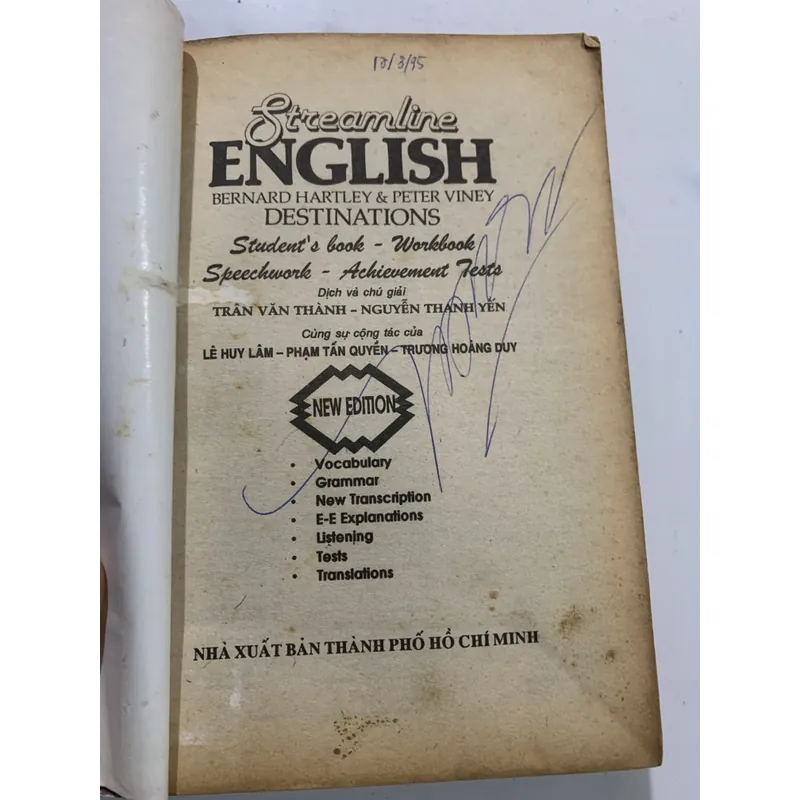 13/3/95
Streamline
ENGLISH
BERNARD HARTLEY & PETER VINEY
DESTINATIONS
Student's book - Workbook
Speechwork - Achievement Tests
Dịch và chú giải
TRẦN VĂN THÀNH - NGUYỄN THANH YẾN
Cùng sự cộng tác của
LÊ HUY LÂM - PHẠM TẤN QUYỀN - TRƯƠNG HOÀNG DUY
NEW EDITION
• Vocabulary
• Grammar
• New Transcription
• E-E Explanations
• Listening
• Tests
• Translations
NHÀ XUẤT BẢN THÀNH PHỐ HỒ CHÍ MINH